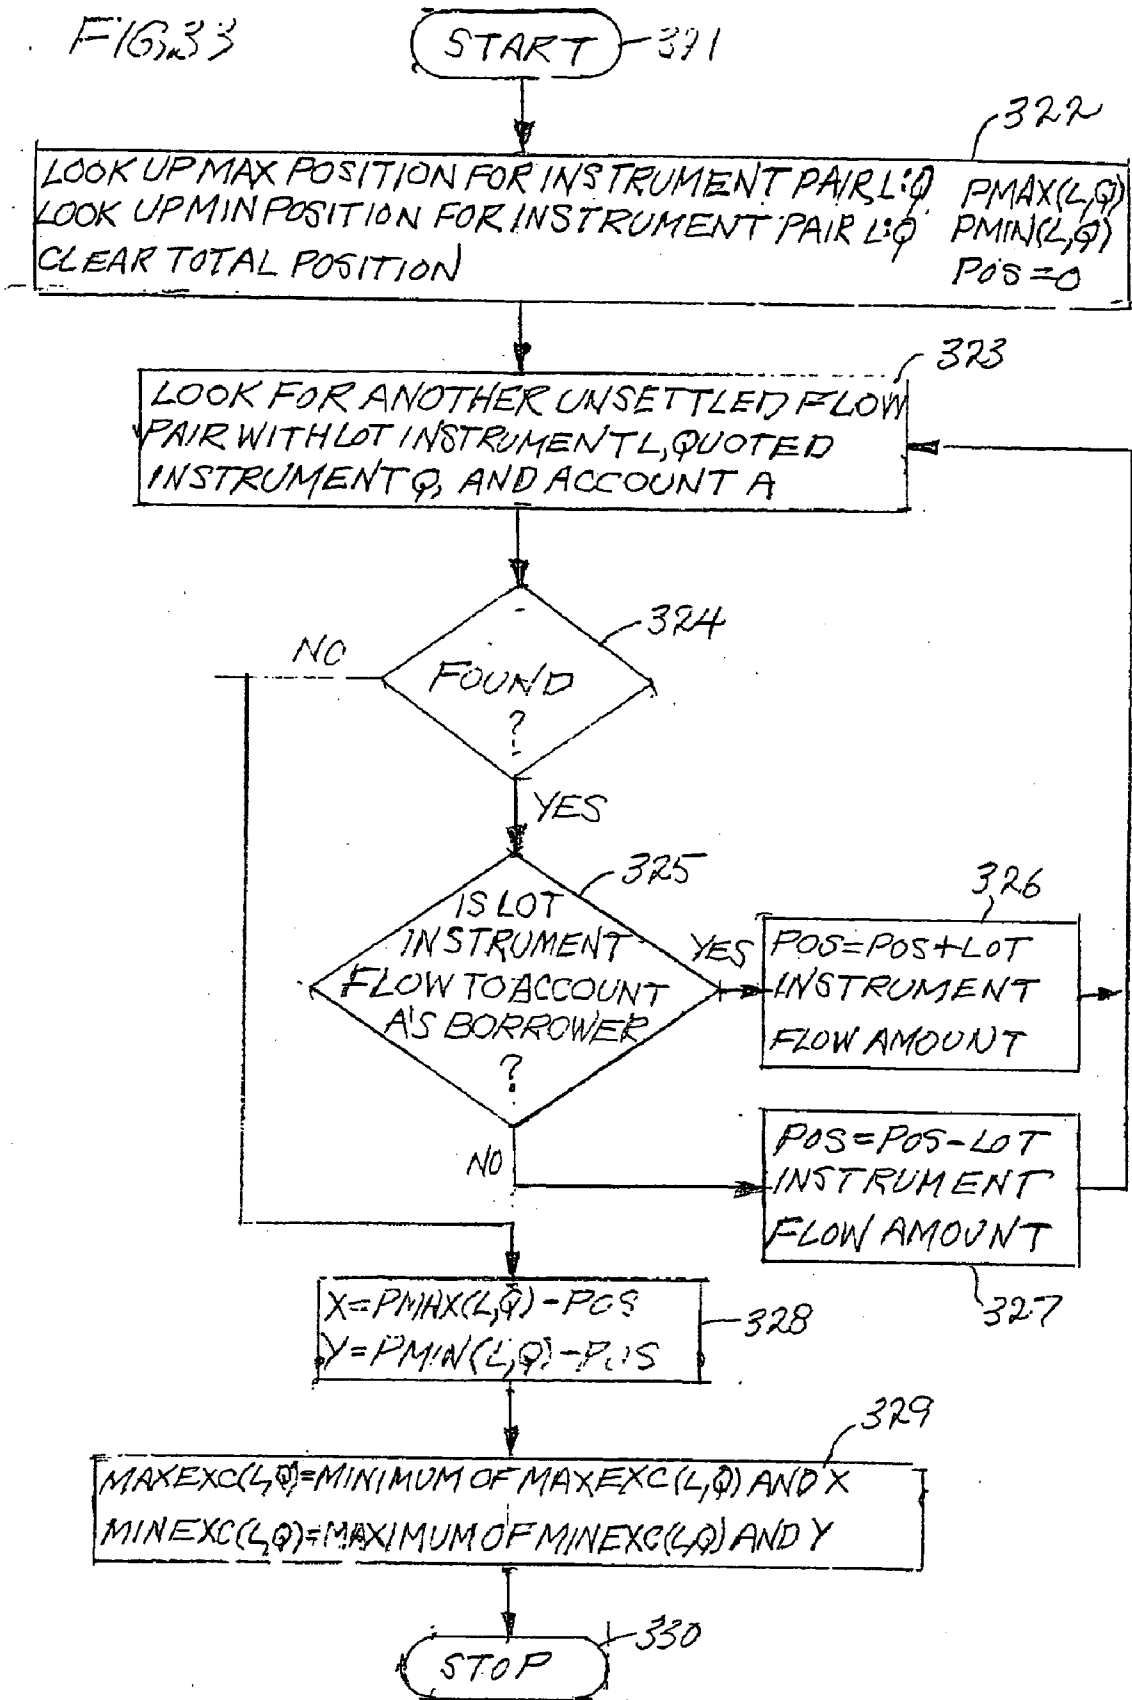 FIG. 33
START
321
322
LOOK UP MAX POSITION FOR INSTRUMENT PAIR L:Q PMAX(L,Q)
LOOK UP MIN POSITION FOR INSTRUMENT PAIR L:Q PMIN(L,Q)
CLEAR TOTAL POSITION POS=0
323
LOOK FOR ANOTHER UNSETTLED FLOW
PAIR WITH LOT INSTRUMENT L, QUOTED
INSTRUMENT Q, AND ACCOUNT A
324
NO
FOUND
?
YES
325
IS LOT
INSTRUMENT
FLOW TO ACCOUNT
A'S BORROWER
?
YES
326
POS=POS+LOT
INSTRUMENT
FLOW AMOUNT
NO
POS=POS-LOT
INSTRUMENT
FLOW AMOUNT
327
X=PMAX(L,Q)-POS
Y=PMIN(L,Q)-POS
328
329
MAXEXC(L,Q)=MINIMUM OF MAXEXC(L,Q) AND X
MINEXC(L,Q)=MAXIMUM OF MINEXC(L,Q) AND Y
330
STOP